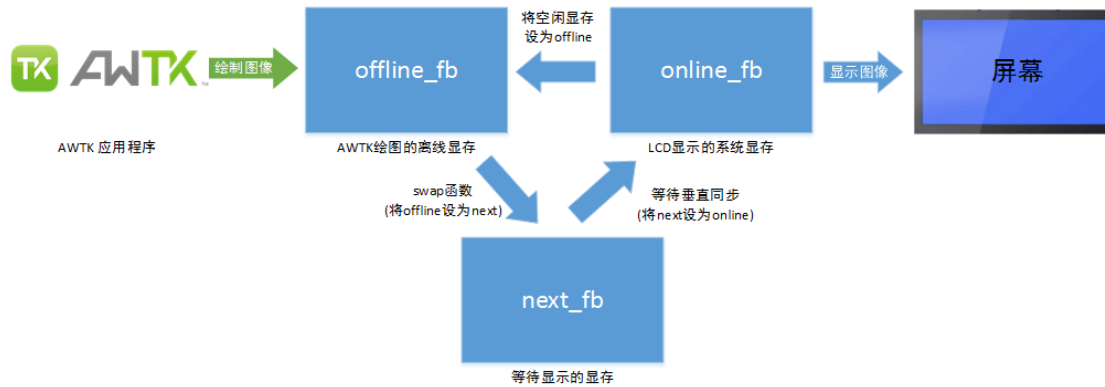 TK AWTK
绘制图像
offline_fb
将空闲显存
设为offline
online_fb
显示图像
屏幕
AWTK 应用程序
AWTK绘图的离线显存
LCD显示的系统显存
swap函数
(将offline设为next)
等待垂直同步
(将next设为online)
next_fb
等待显示的显存